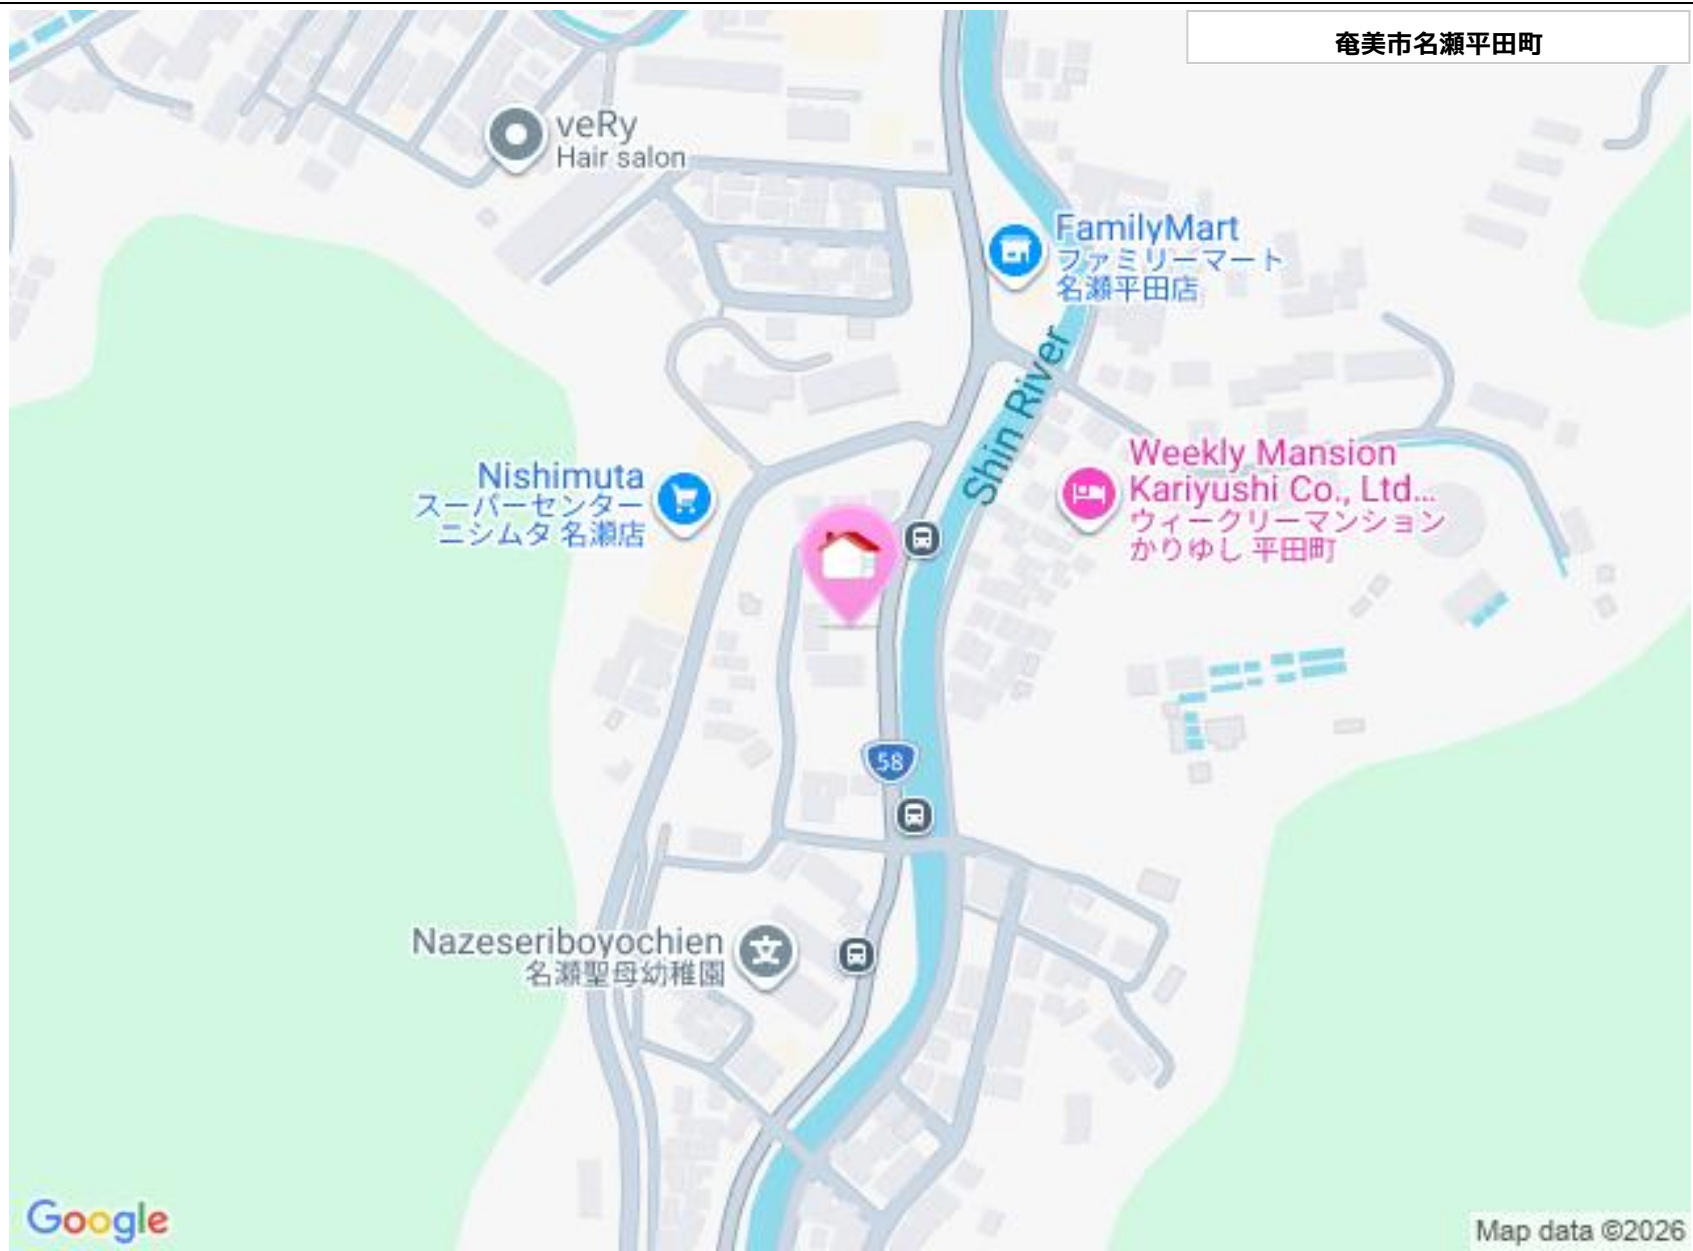 奄美市名瀬平田町
veRy
Hair salon
FamilyMart
ファミリーマート
名瀬平田店
Shin River
Weekly Mansion
Kariyushi Co., Ltd...
ウィークリーマンション
かりゆし 平田町
Nishimuta
スーパーセンター
ニシムタ 名瀬店
58
Nazeseriboyochien
名瀬聖母幼稚園
文
Google
Map data ©2026